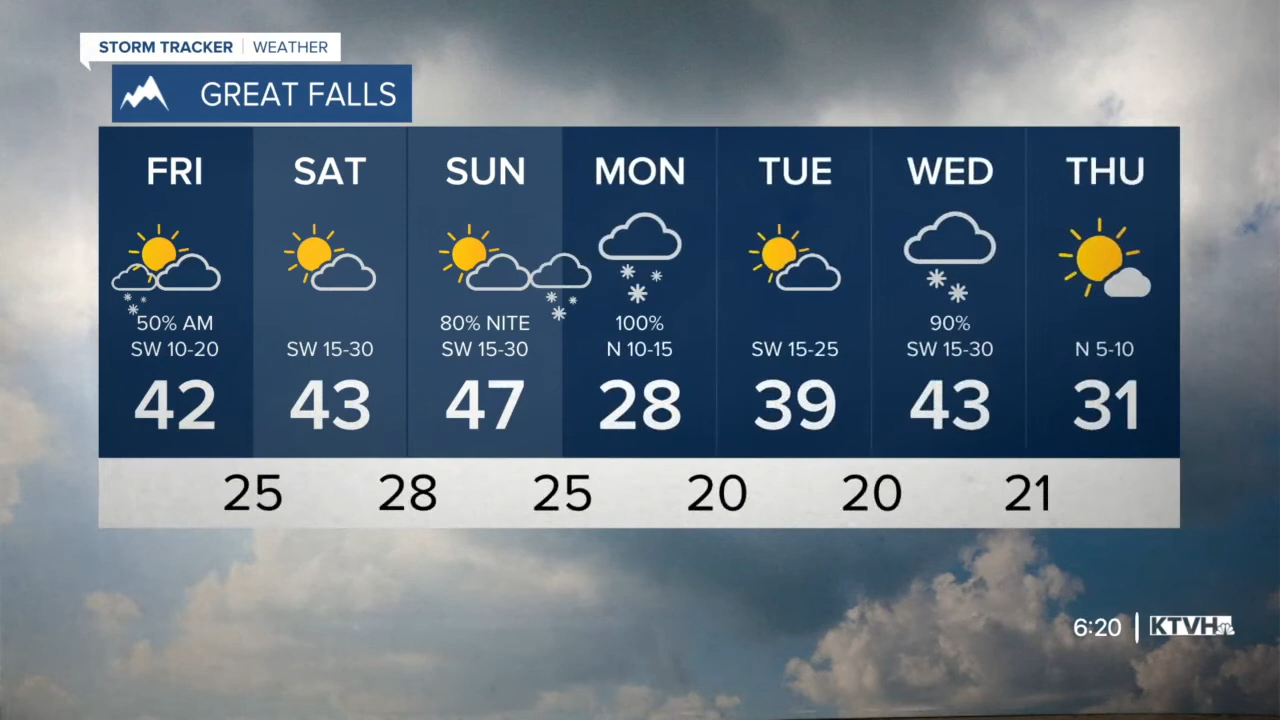 STORM TRACKER | WEATHER
GREAT FALLS
FRI SAT SUN MON TUE WED THU
50% AM 80% NITE 100% 90%
SW 10-20 SW 15-30 SW 15-30 N 10-15 SW 15-25 SW 15-30 N 5-10
42 43 47 28 39 43 31
25 28 25 20 20 21
6:20 | KTVH